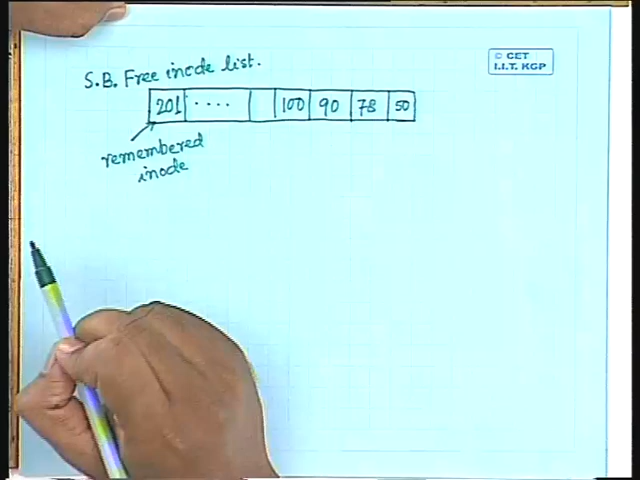 © CET
I.I.T. KGP
S.B. Free inode list.
201 .... 100 90 78 50
remembered
inode